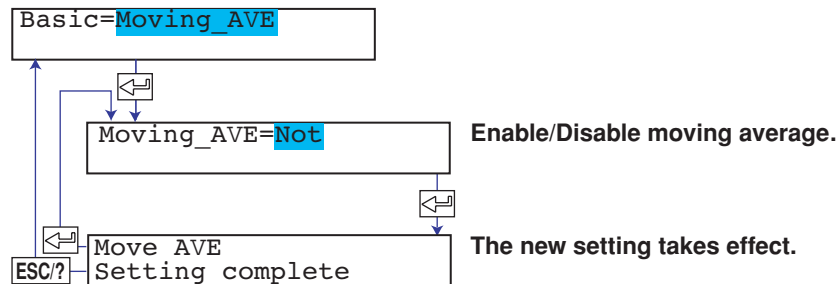 Basic=Moving_AVE
Moving_AVE=Not
Enable/Disable moving average.
Move AVE
Setting complete
The new setting takes effect.
ESC/?